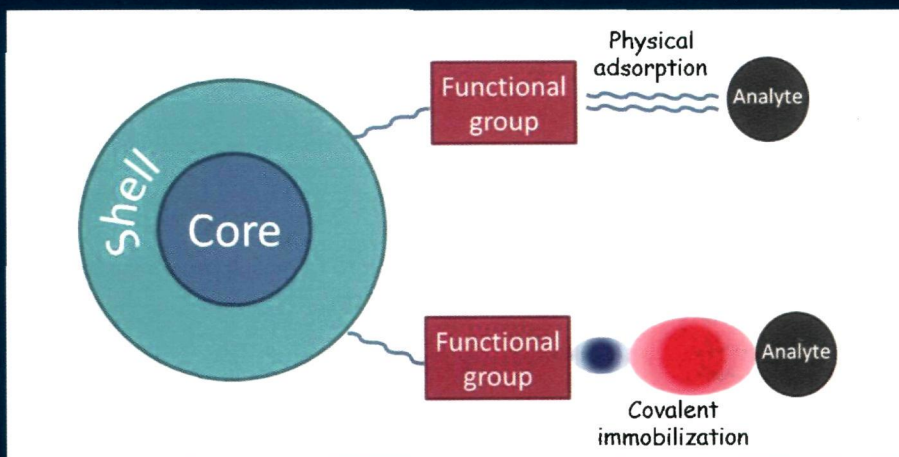 Shell
Core
Functional
group
Physical
adsorption
Analyte
Functional
group
Covalent
immobilization
Analyte